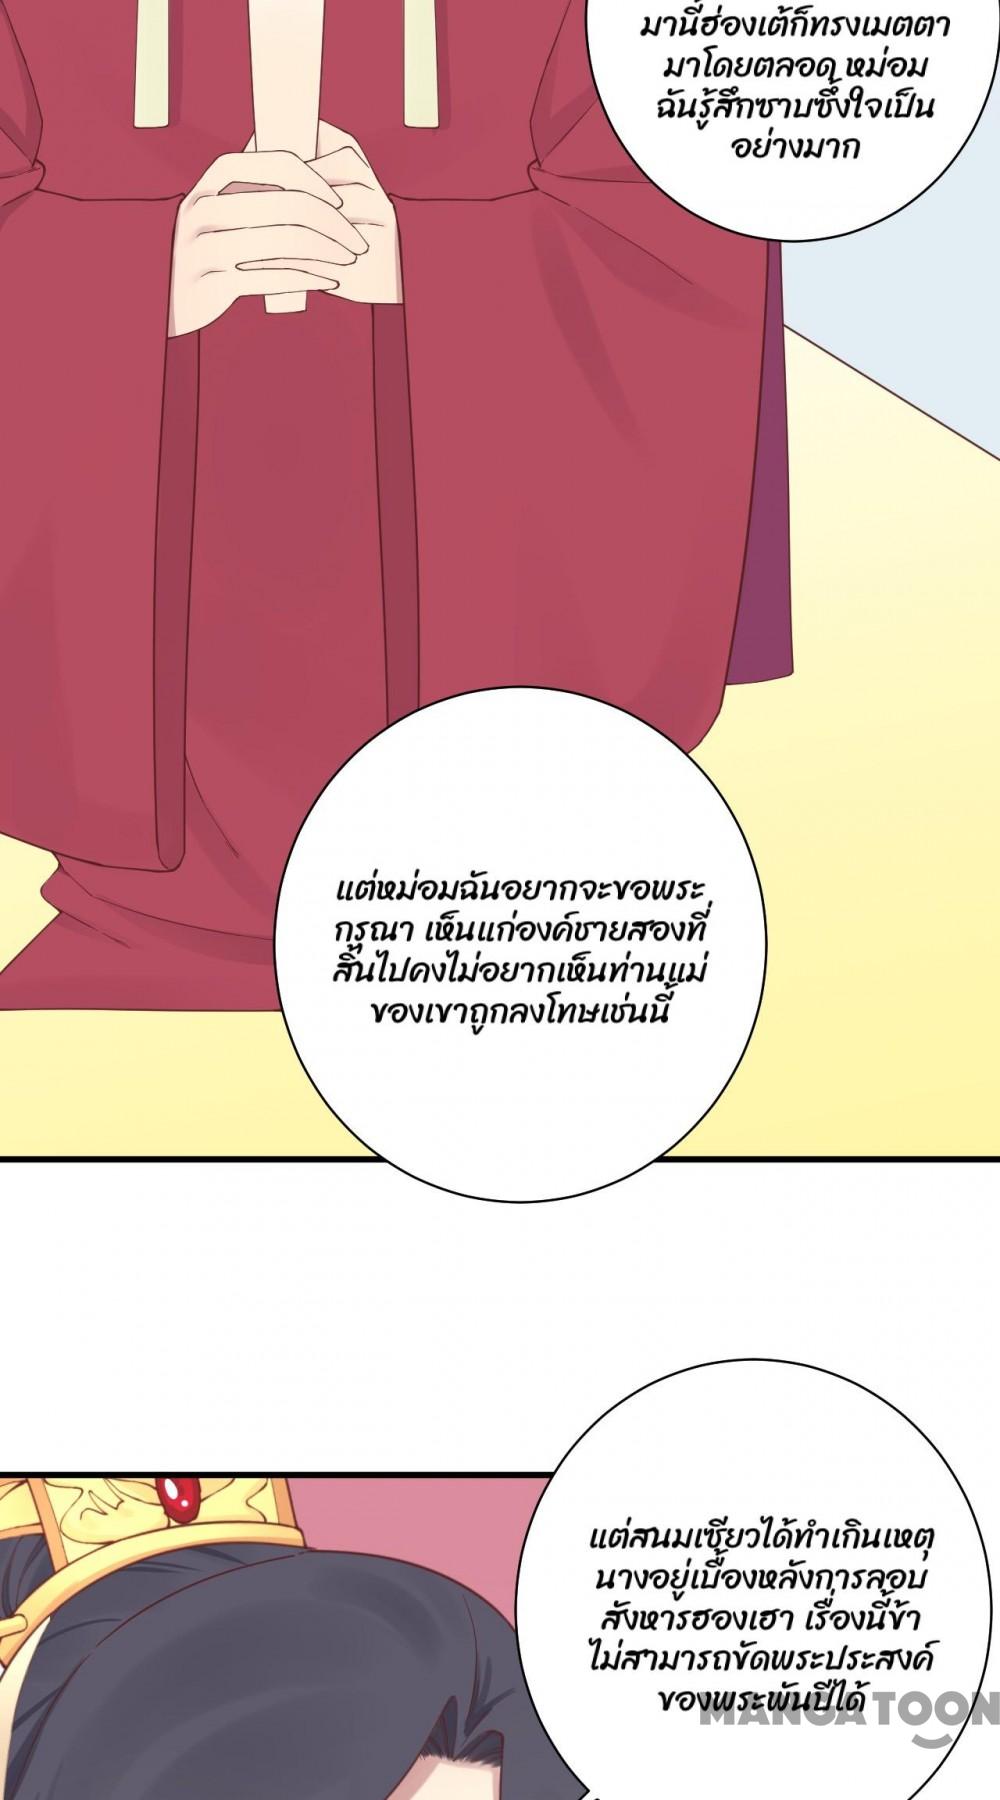 มานี้ฮ่องเต้ก็ทรงเมตตา
มาโดยตลอด หม่อม
ฉันรู้สึกซาบซึ้งใจเป็น
อย่างมาก
แต่หม่อมฉันอยากจะขอพระ
กรุณา เห็นแก่องค์ชายสองที่
สิ้นไปคงไม่อยากเห็นท่านแม่
ของเขาถูกลงโทษเช่นนี้
แต่สนมเซียวได้ทำเกินเหตุ
นางอยู่เบื้องหลังการลอบ
สังหารฮองเฮา เรื่องนี้ข้า
ไม่สามารถขัดพระประสงค์
ของพระพันปีได้
MANGATOON